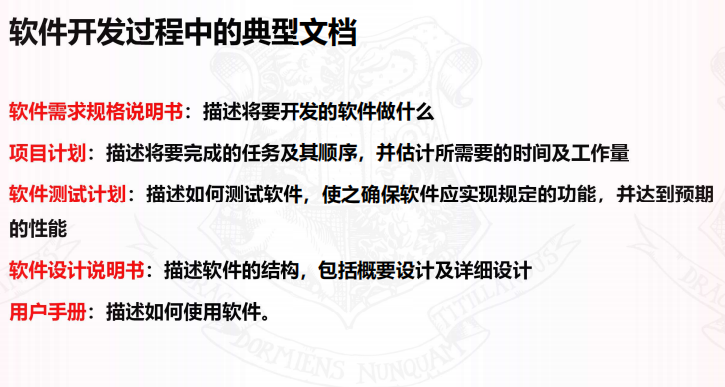 软件开发过程中的典型文档
软件需求规格说明书：描述将要开发的软件做什么
项目计划：描述将要完成的任务及其顺序，并估计所需要的时间及工作量
软件测试计划：描述如何测试软件，使之确保软件应实现规定的功能，并达到预期
的性能
软件设计说明书：描述软件的结构，包括概要设计及详细设计
用户手册：描述如何使用软件。
DORMIENS NUNQUAM TITILLANDUS